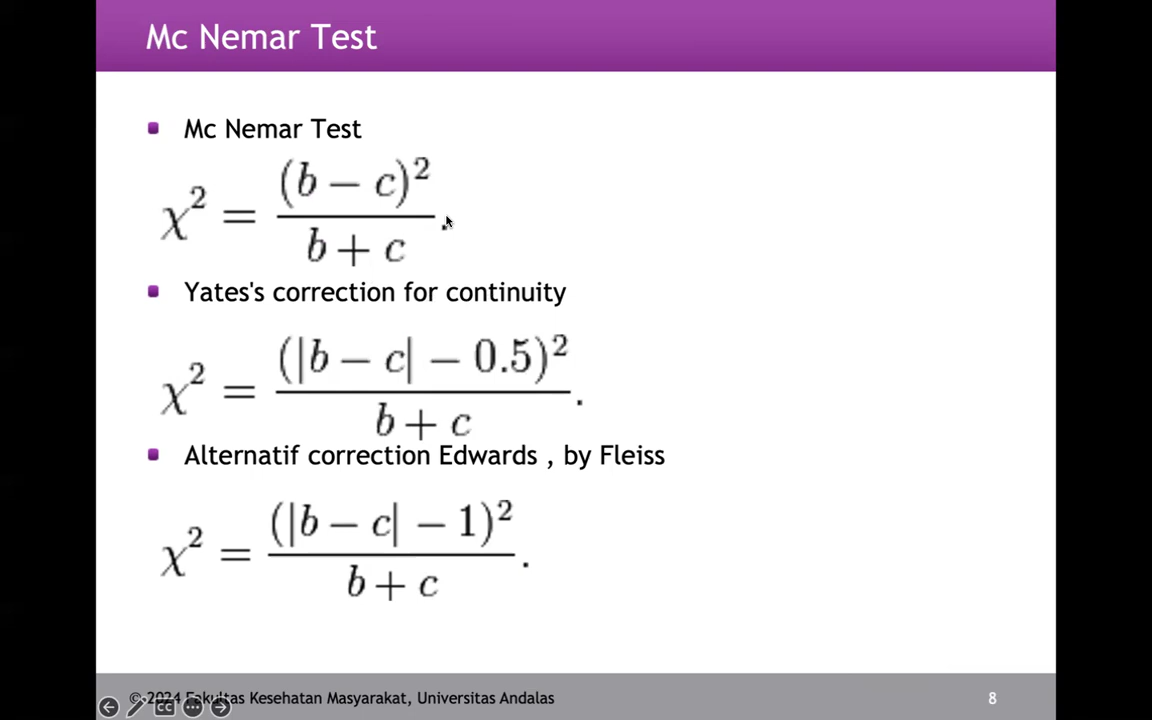 Mc Nemar Test
Mc Nemar Test
χ² = (b − c)² / (b + c).
Yates's correction for continuity
χ² = (|b − c| − 0.5)² / (b + c).
Alternatif correction Edwards , by Fleiss
χ² = (|b − c| − 1)² / (b + c).
© 2024 Fakultas Kesehatan Masyarakat, Universitas Andalas
8
CC